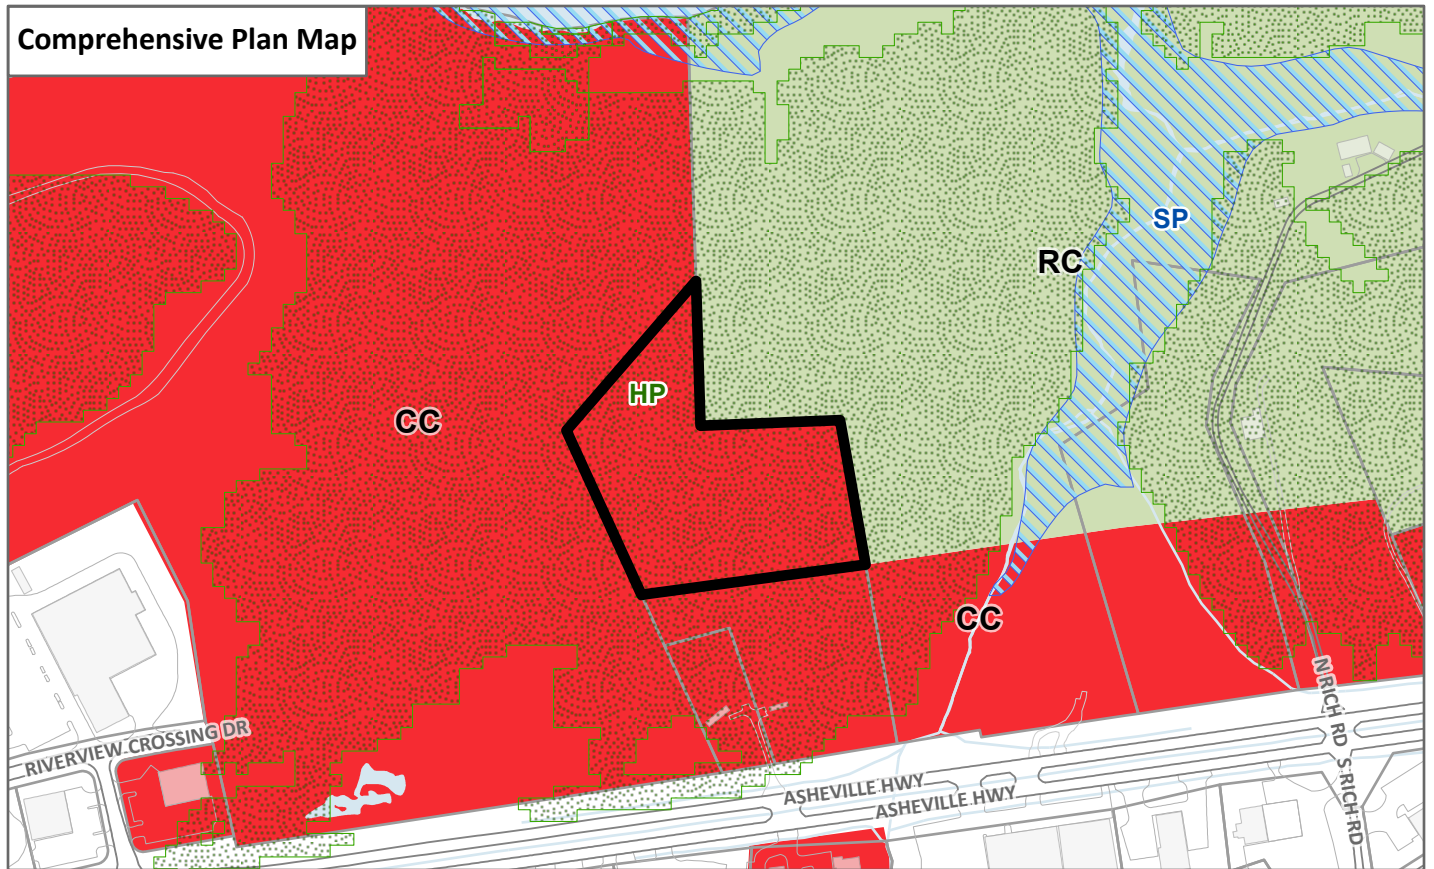 Comprehensive Plan Map
SP
RC
HP
CC
CC
RIVERVIEW CROSSING DR
ASHEVILLE HWY
ASHEVILLE HWY
N RICH RD
S RICH RD